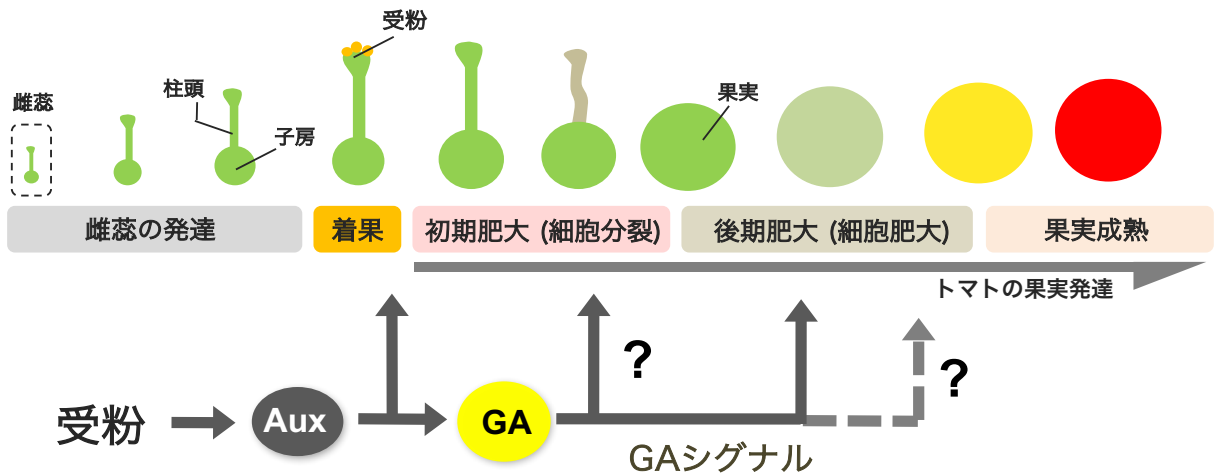 受粉
柱頭
雌蕊
子房
果実
雌蕊の発達
着果
初期肥大 (細胞分裂)
後期肥大 (細胞肥大)
果実成熟
トマトの果実発達
?
?
受粉
Aux
GA
GAシグナル